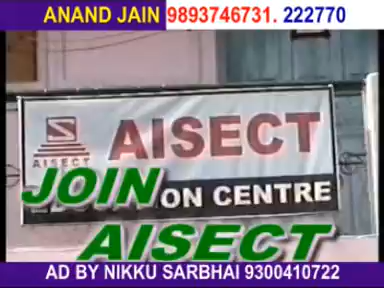 ANAND JAIN 9893746731. 222770
AISECT
AISECT
JOIN
ON CENTRE
AISECT
AD BY NIKKU SARBHAI 9300410722